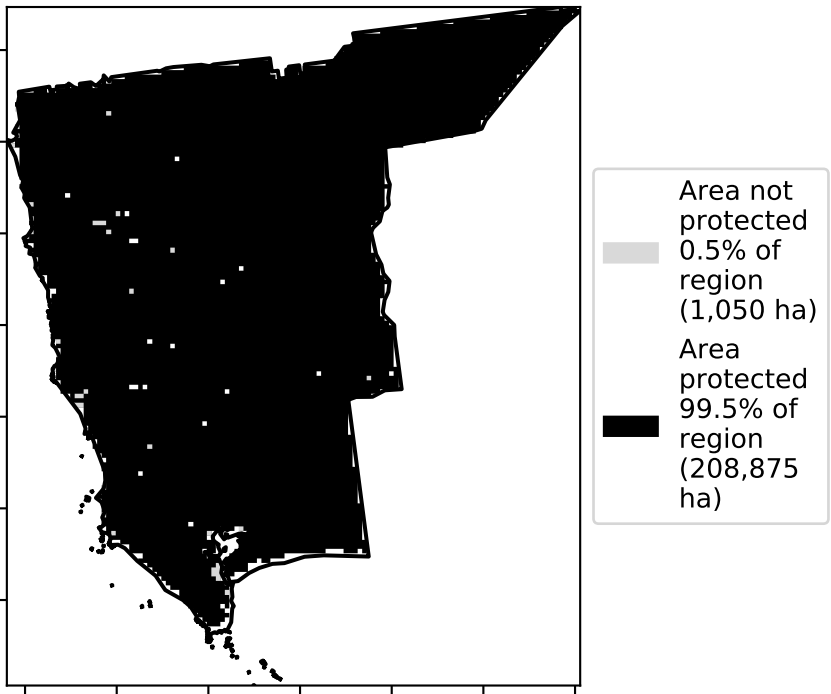 Area not
protected
0.5% of
region
(1,050 ha)
Area
protected
99.5% of
region
(208,875
ha)